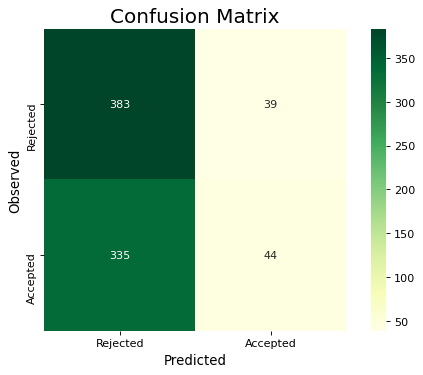 Confusion Matrix
Observed
Rejected
383
39
Accepted
335
44
Rejected
Accepted
Predicted
350
300
250
200
150
100
50